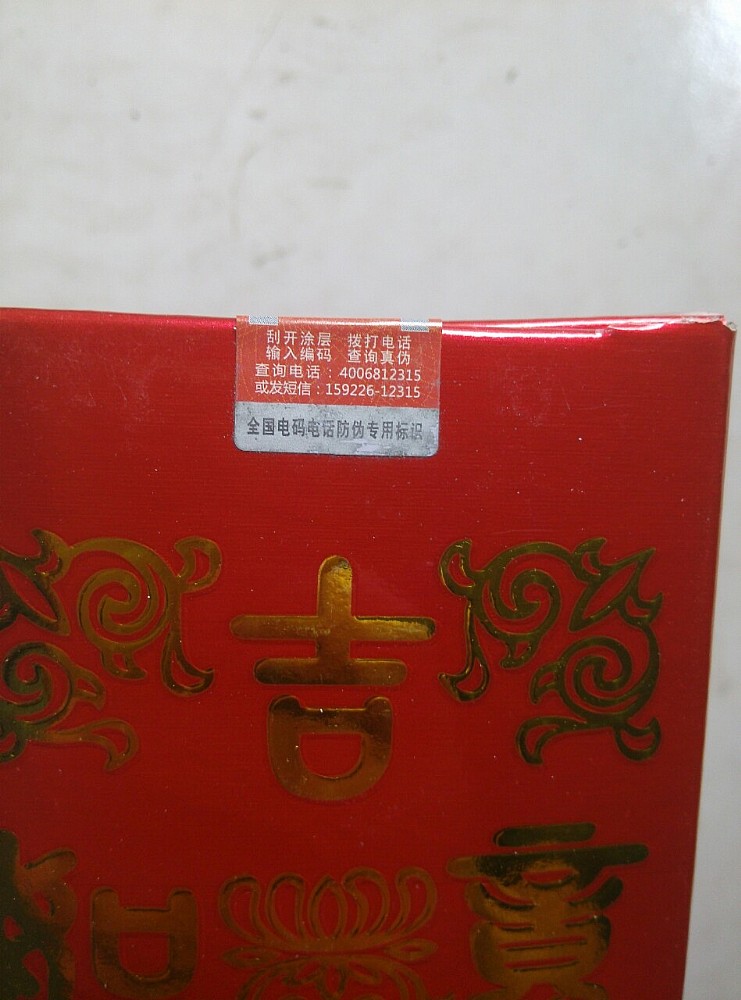 刮开涂层 拨打电话
输入编码 查询真伪
查询电话：4006812315
或发短信：159226-12315
全国电码电话防伪专用标识
吉